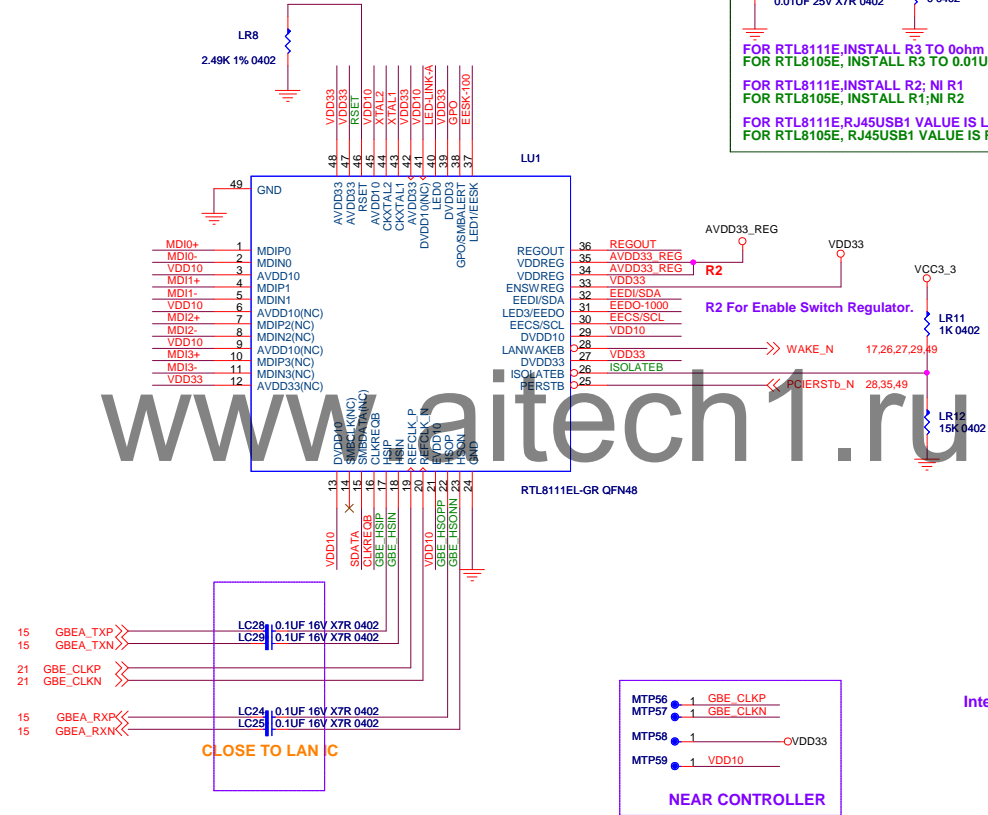 0.01UF 25V X7R 0402
FOR RTL8111E,INSTALL R3 TO 0ohm
FOR RTL8105E, INSTALL R3 TO 0.01U
FOR RTL8111E,INSTALL R2; NI R1
FOR RTL8105E, INSTALL R1;NI R2
FOR RTL8111E,RJ45USB1 VALUE IS L
FOR RTL8105E, RJ45USB1 VALUE IS
LR8
2.49K 1% 0402
VDD33
VDD33
RSET
VDD10
XTAL2
XTAL1
VDD33
VDD10
LED-LINK-A
VDD33
GPO
EESK-100
48
47
46
45
44
43
42
41
40
39
38
37
LU1
49
GND
AVDD33
AVDD33
RSET
AVDD10
CKXTAL2
CKXTAL1
AVDD33
DVDD10(NC)
LED0
DVDD3
GPO/SMBALERT
LED1/EESK
MDI0+ 1 MDIP0
MDI0- 2 MDIN0
VDD10 3 AVDD10
MDI1+ 4 MDIP1
MDI1- 5 MDIN1
VDD10 6 AVDD10(NC)
MDI2+ 7 MDIP2(NC)
MDI2- 8 MDIN2(NC)
VDD10 9 AVDD10(NC)
MDI3+ 10 MDIP3(NC)
MDI3- 11 MDIN3(NC)
VDD33 12 AVDD33(NC)
REGOUT 36 REGOUT
VDDREG 35 AVDD33_REG
VDDREG 34 AVDD33_REG
ENSWREG 33 VDD33
EEDI/SDA 32 EEDI/SDA
LED3/EEDO 31 EEDO-1000
EECS/SCL 30 EECS/SCL
DVDD10 29 VDD10
LANWAKEB 28
DVDD33 27 VDD33
ISOLATEB 26 ISOLATEB
PERSTB 25
AVDD33_REG
R2
VDD33
R2 For Enable Switch Regulator.
VCC3_3
LR11
1K 0402
WAKE_N 17,26,27,29,49
PCIERSTb_N 28,35,49
LR12
15K 0402
www.aitech1.ru
DVDD10
SMBCLK(NC)
SMBDATA(NC)
CLKREQB
HSIP
HSIN
REFCLK_P
REFCLK_N
EVDD10
HSOP
HSON
GND
13
14
15
16
17
18
19
20
21
22
23
24
RTL8111EL-GR QFN48
VDD10
SDATA
CLKREQB
GBE_HSIP
GBE_HSIN
VDD10
GBE_HSOPP
GBE_HSONN
15 GBEA_TXP LC28 0.1UF 16V X7R 0402
15 GBEA_TXN LC29 0.1UF 16V X7R 0402
21 GBE_CLKP
21 GBE_CLKN
15 GBEA_RXP LC24 0.1UF 16V X7R 0402
15 GBEA_RXN LC25 0.1UF 16V X7R 0402
CLOSE TO LAN IC
MTP56 1 GBE_CLKP
MTP57 1 GBE_CLKN
MTP58 1 VDD33
MTP59 1 VDD10
NEAR CONTROLLER
Inte